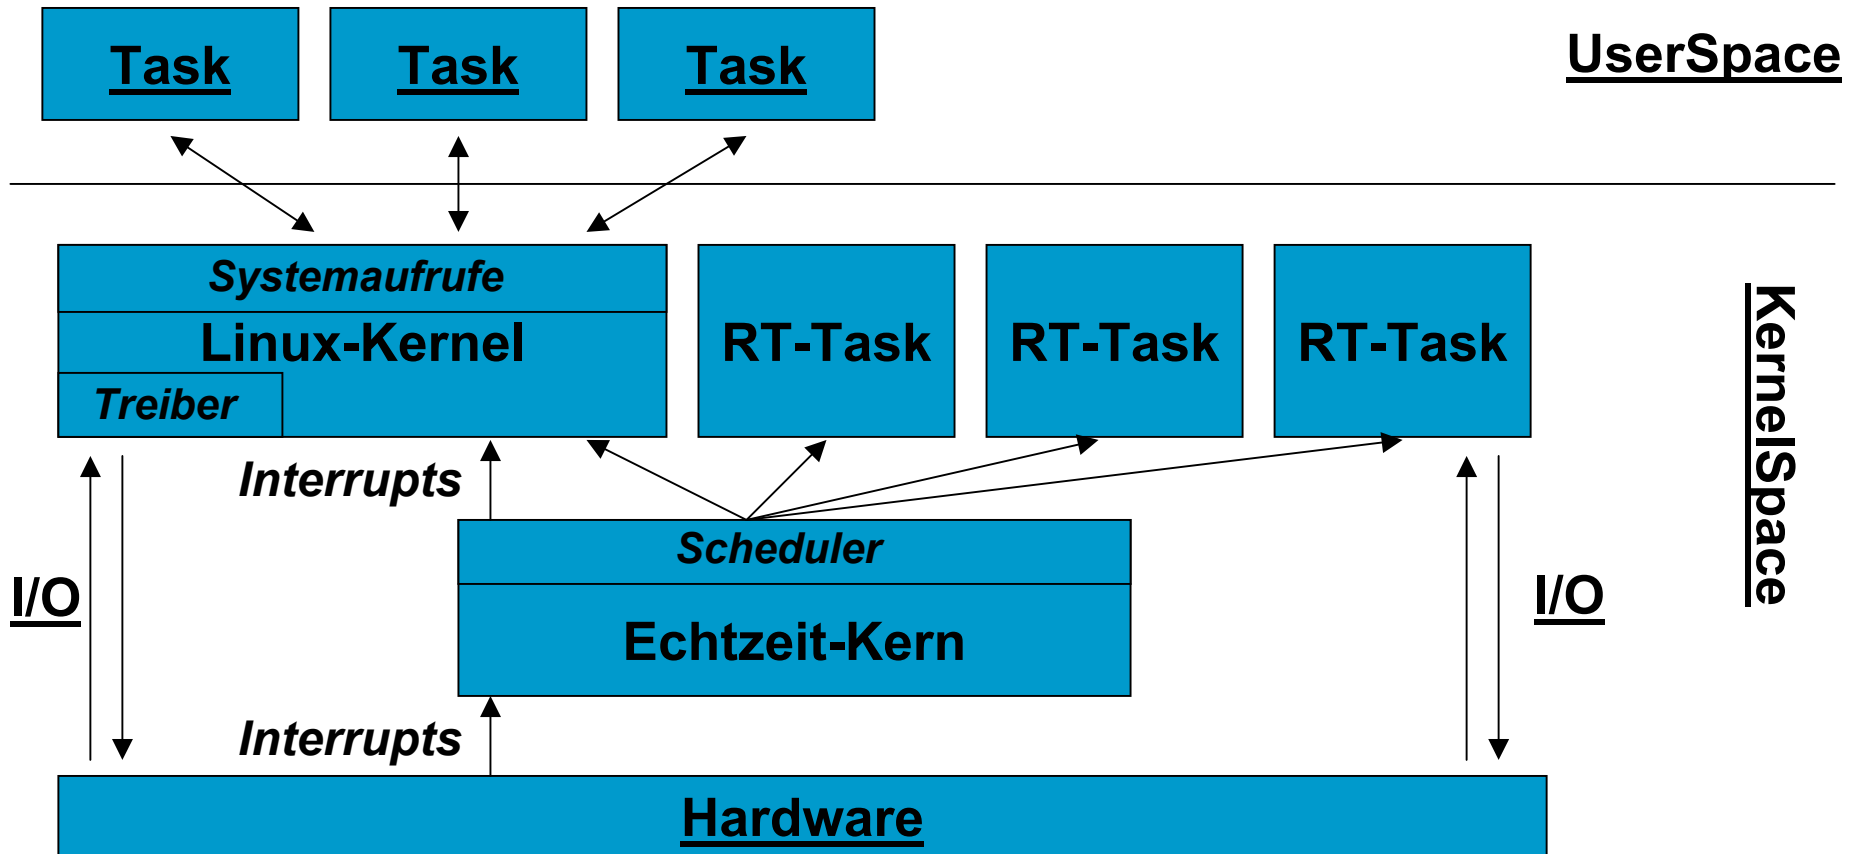 Task
Task
Task
UserSpace
Systemaufrufe
Linux-Kernel
Treiber
RT-Task
RT-Task
RT-Task
KernelSpace
Interrupts
Scheduler
Echtzeit-Kern
I/O
I/O
Interrupts
Hardware